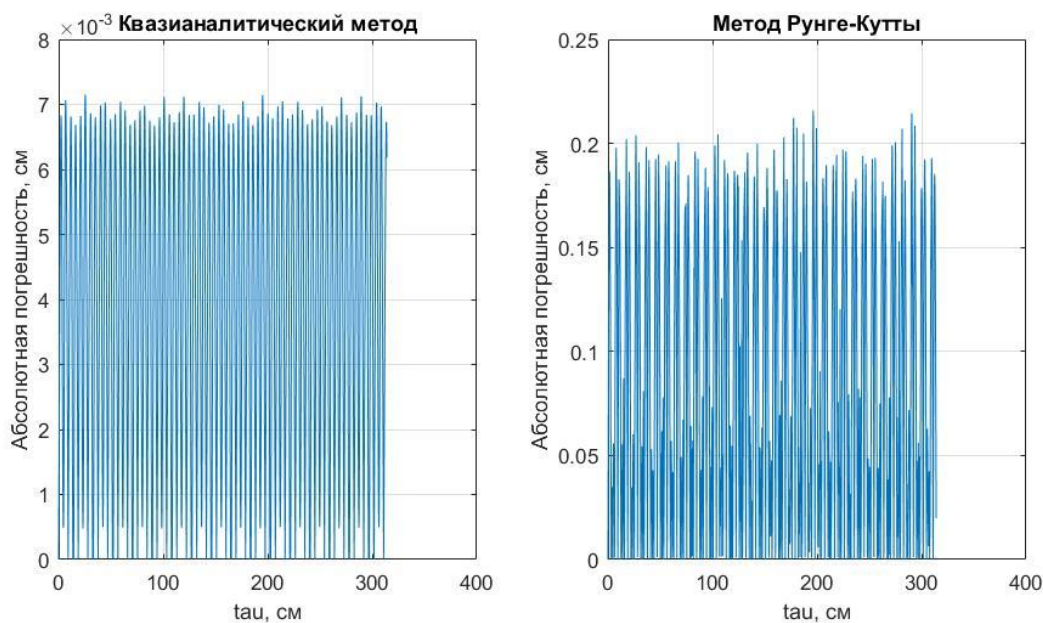 ×10⁻³ Квазианалитический метод
8
7
6
5
4
3
2
1
0
0 100 200 300 400
Абсолютная погрешность, см
tau, см
Метод Рунге-Кутты
0.25
0.2
0.15
0.1
0.05
0
0 100 200 300 400
Абсолютная погрешность, см
tau, см